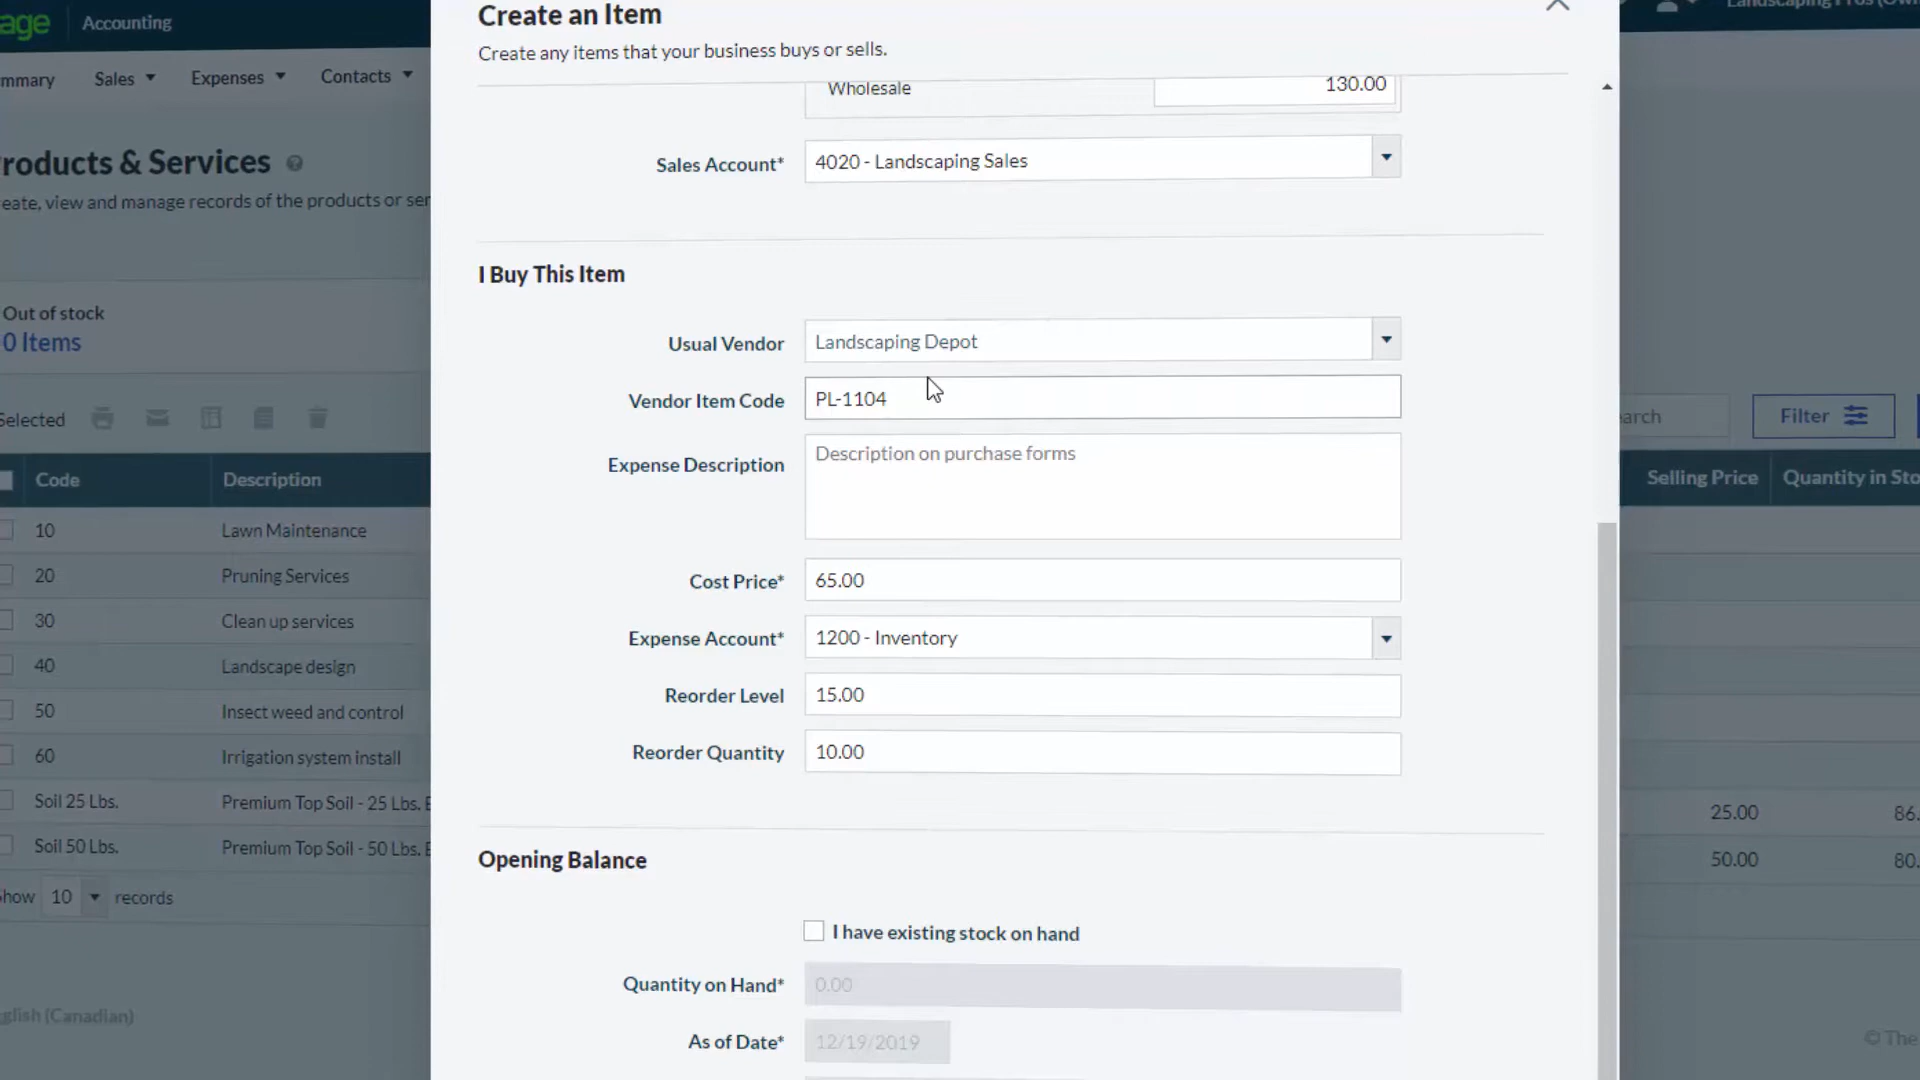 age
Accounting
Create an Item
Create any items that your business buys or sells.
mmary
Sales
Expenses
Contacts
Wholesale
130.00
roducts & Services
eate, view and manage records of the products or ser
Sales Account*
4020 - Landscaping Sales
I Buy This Item
Out of stock
0 Items
Usual Vendor
Landscaping Depot
Vendor Item Code
PL-1104
Selected
arch
Filter
Expense Description
Description on purchase forms
Code
Description
Selling Price
Quantity in Sto
10
Lawn Maintenance
20
Pruning Services
Cost Price*
65.00
30
Clean up services
Expense Account*
1200 - Inventory
40
Landscape design
Reorder Level
15.00
50
Insect weed and control
Reorder Quantity
10.00
60
Irrigation system install
Soil 25 Lbs.
Premium Top Soil - 25 Lbs. E
25.00
86.
Soil 50 Lbs.
Premium Top Soil - 50 Lbs. E
50.00
80.
Opening Balance
how
10
records
I have existing stock on hand
Quantity on Hand*
0.00
glish (Canadian)
As of Date*
12/19/2019
© The